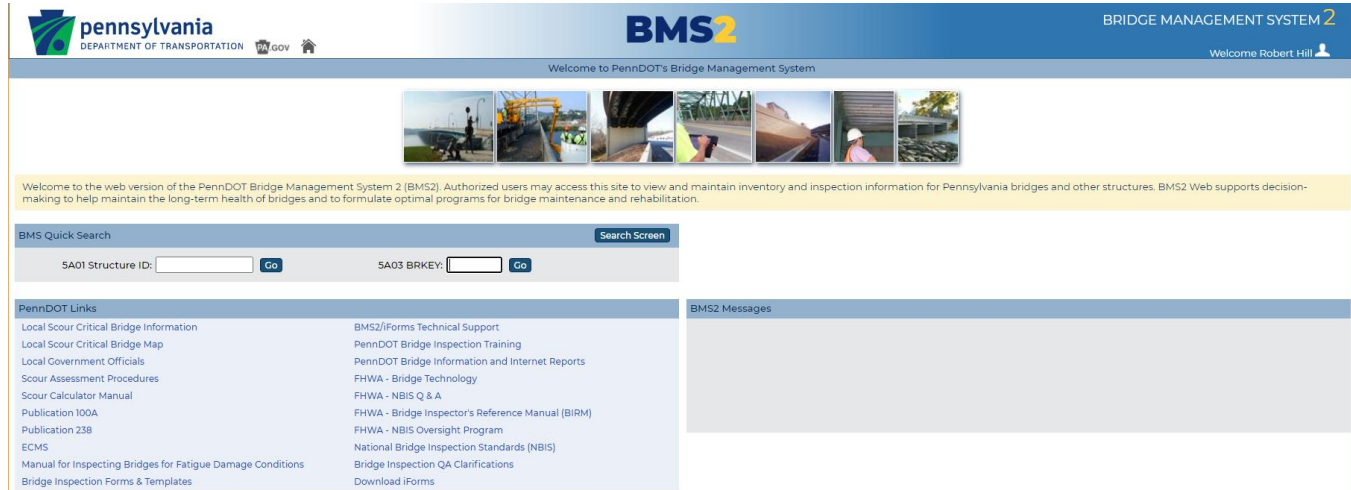 pennsylvania
DEPARTMENT OF TRANSPORTATION
PA.GOV
BMS2
BRIDGE MANAGEMENT SYSTEM 2
Welcome Robert Hill
Welcome to PennDOT's Bridge Management System
Welcome to the web version of the PennDOT Bridge Management System 2 (BMS2). Authorized users may access this site to view and maintain inventory and inspection information for Pennsylvania bridges and other structures. BMS2 Web supports decision-
making to help maintain the long-term health of bridges and to formulate optimal programs for bridge maintenance and rehabilitation.
BMS Quick Search
Search Screen
5A01 Structure ID: Go 5A03 BRKEY: Go
PennDOT Links
Local Scour Critical Bridge Information
Local Scour Critical Bridge Map
Local Government Officials
Scour Assessment Procedures
Scour Calculator Manual
Publication 100A
Publication 238
ECMS
Manual for Inspecting Bridges for Fatigue Damage Conditions
Bridge Inspection Forms & Templates
BMS2/iForms Technical Support
PennDOT Bridge Inspection Training
PennDOT Bridge Information and Internet Reports
FHWA - Bridge Technology
FHWA - NBIS Q & A
FHWA - Bridge Inspector's Reference Manual (BIRM)
FHWA - NBIS Oversight Program
National Bridge Inspection Standards (NBIS)
Bridge Inspection QA Clarifications
Download iForms
BMS2 Messages